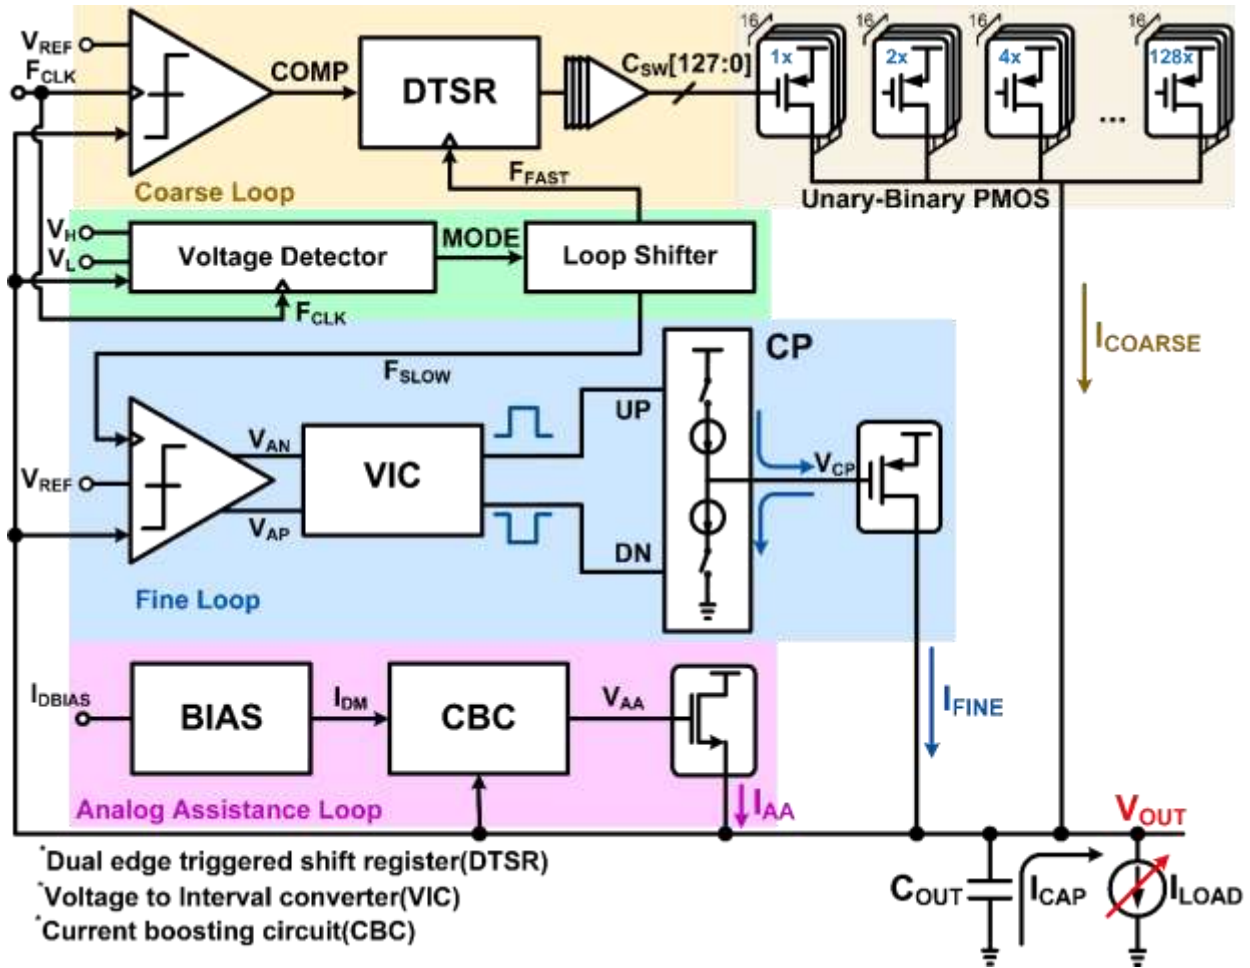 VREF
FCLK
COMP
DTSR
CSW[127:0]
16
1x
16
2x
16
4x
...
16
128x
Coarse Loop
FFAST
Unary-Binary PMOS
VH
VL
Voltage Detector
MODE
Loop Shifter
FCLK
ICOARSE
FSLOW
CP
UP
VREF
VAN
VIC
VAP
VCP
DN
Fine Loop
IDBIAS
BIAS
IDM
CBC
VAA
IFINE
Analog Assistance Loop
IAA
VOUT
*Dual edge triggered shift register(DTSR)
*Voltage to Interval converter(VIC)
*Current boosting circuit(CBC)
COUT
ICAP
ILOAD